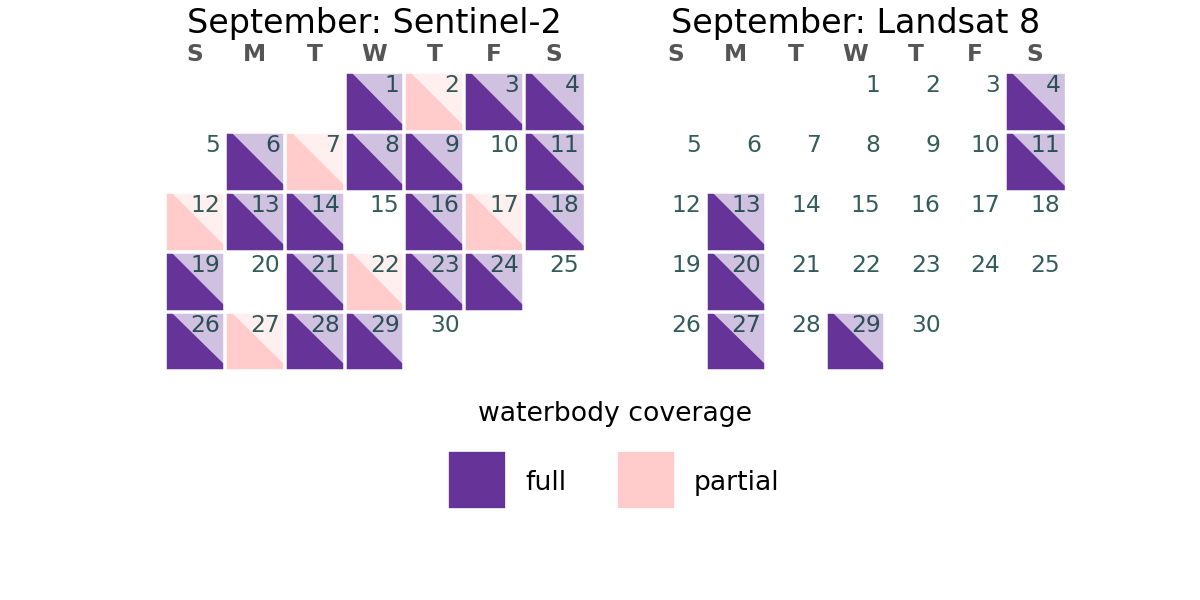 September: Sentinel-2
S M T W T F S
1 2 3 4
5 6 7 8 9 10 11
12 13 14 15 16 17 18
19 20 21 22 23 24 25
26 27 28 29 30
September: Landsat 8
S M T W T F S
1 2 3 4
5 6 7 8 9 10 11
12 13 14 15 16 17 18
19 20 21 22 23 24 25
26 27 28 29 30
waterbody coverage
full partial